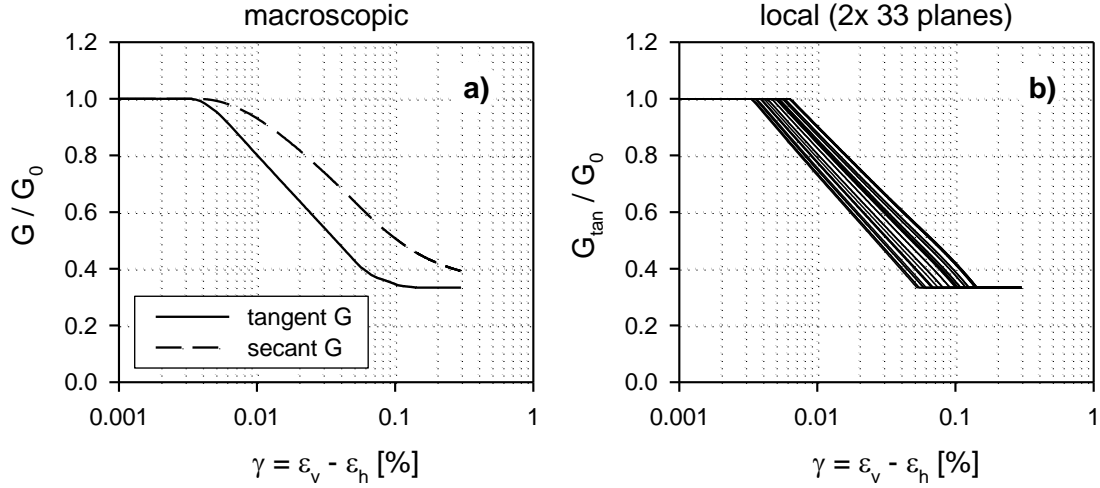 macroscopic
1.2
1.0
0.8
0.6
0.4
0.2
0.0
G / G₀
a)
tangent G
secant G
0.001 0.01 0.1 1
γ = εᵥ - εₕ [%]
local (2x 33 planes)
1.2
1.0
0.8
0.6
0.4
0.2
0.0
G_tan / G₀
b)
0.001 0.01 0.1 1
γ = εᵥ - εₕ [%]